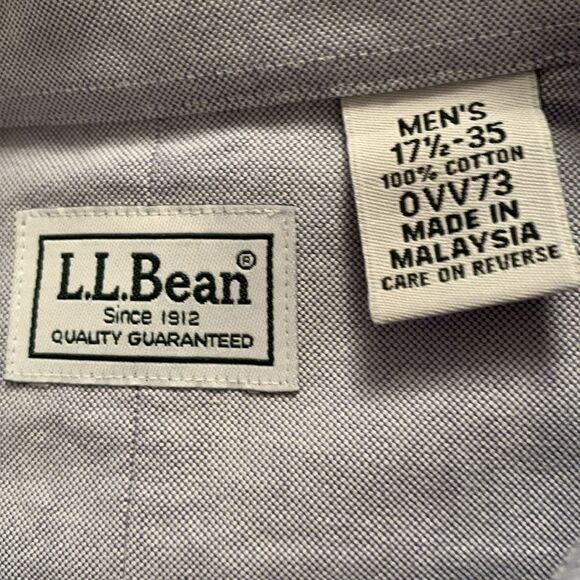 L.L.Bean®
Since 1912
QUALITY GUARANTEED
MEN'S
17½-35
100% COTTON
0VV73
MADE IN
MALAYSIA
CARE ON REVERSE